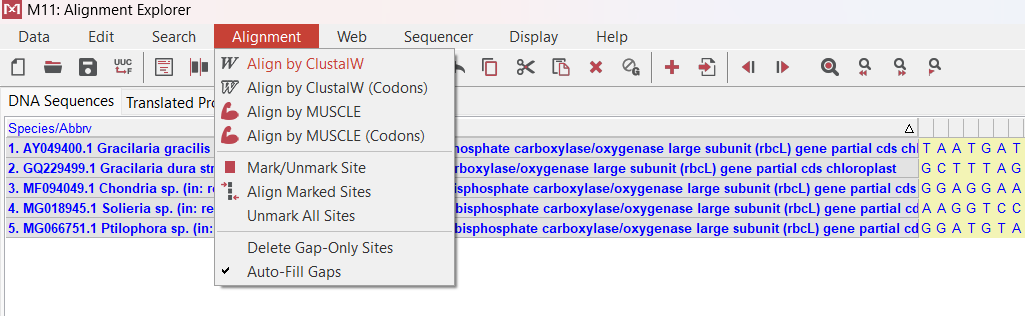 M11: Alignment Explorer
Data Edit Search Alignment Web Sequencer Display Help
UUC
F
W Align by ClustalW
W Align by ClustalW (Codons)
Align by MUSCLE
Align by MUSCLE (Codons)
Mark/Unmark Site
Align Marked Sites
Unmark All Sites
Delete Gap-Only Sites
Auto-Fill Gaps
DNA Sequences Translated Pro
Species/Abbrv
1. AY049400.1 Gracilaria gracilis phosphate carboxylase/oxygenase large subunit (rbcL) gene partial cds chl T A A T G A T
2. GQ229499.1 Gracilaria dura str rboxylase/oxygenase large subunit (rbcL) gene partial cds chloroplast G C T T T A G
3. MF094049.1 Chondria sp. (in: re bisphosphate carboxylase/oxygenase large subunit (rbcL) gene partial cds G G A G G A A
4. MG018945.1 Solieria sp. (in: re bisphosphate carboxylase/oxygenase large subunit (rbcL) gene partial cd A A G G T C C
5. MG066751.1 Ptilophora sp. (in: bisphosphate carboxylase/oxygenase large subunit (rbcL) gene partial cd G G A T G T A